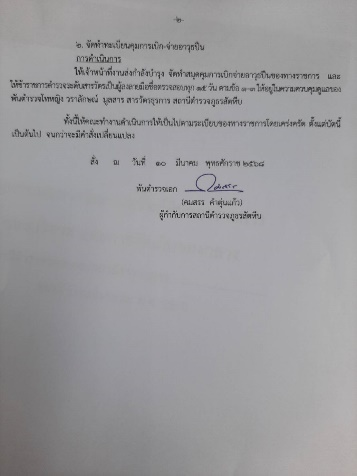 -๒-
๒. จัดทำทะเบียนคุมการเบิก-จ่ายอาวุธปืน
การดำเนินการ
ให้เจ้าหน้าที่งานส่งกำลังบำรุง จัดทำสมุดคุมการเบิกจ่ายอาวุธปืนของทางราชการ และ
ให้ข้าราชการตำรวจระดับสารวัตรเป็นผู้ลงลายมือชื่อตรวจสอบทุก ๑๕ วัน ตามข้อ ๑-๓ ให้อยู่ในความควบคุมดูแลของ
พันตำรวจโทหญิง วราลักษณ์ มูลสาร สารวัตรธุรการ สถานีตำรวจภูธรสัตหีบ
ทั้งนี้ให้คณะทำงานดำเนินการให้เป็นไปตามระเบียบของทางราชการโดยเคร่งครัด ตั้งแต่บัดนี้
เป็นต้นไป จนกว่าจะมีคำสั่งเปลี่ยนแปลง
สั่ง ณ วันที่ ๑๐ มีนาคม พุทธศักราช ๒๕๖๘
พันตำรวจเอก
(คมสรร คำตุ่นแก้ว)
ผู้กำกับการสถานีตำรวจภูธรสัตหีบ